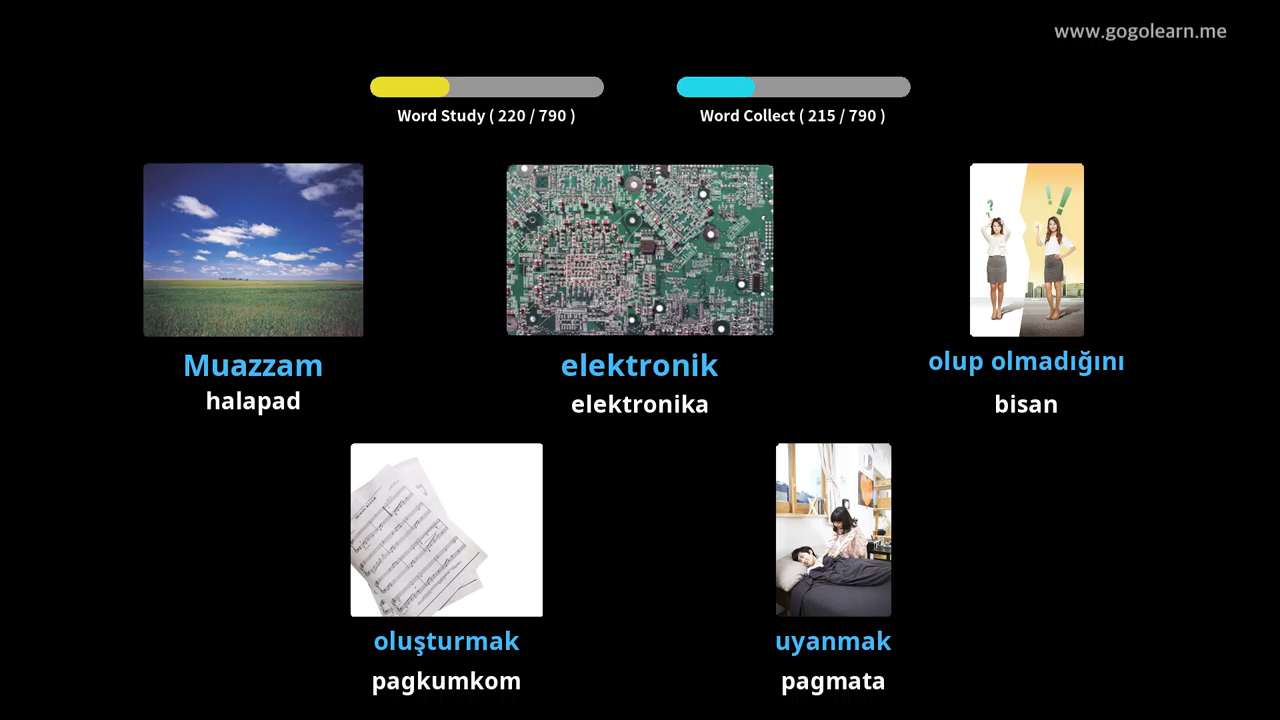 www.gogolearn.me
Word Study ( 220 / 790 )
Word Collect ( 215 / 790 )
Muazzam
halapad
elektronik
elektronika
olup olmadığını
bisan
oluşturmak
pagkumkom
uyanmak
pagmata